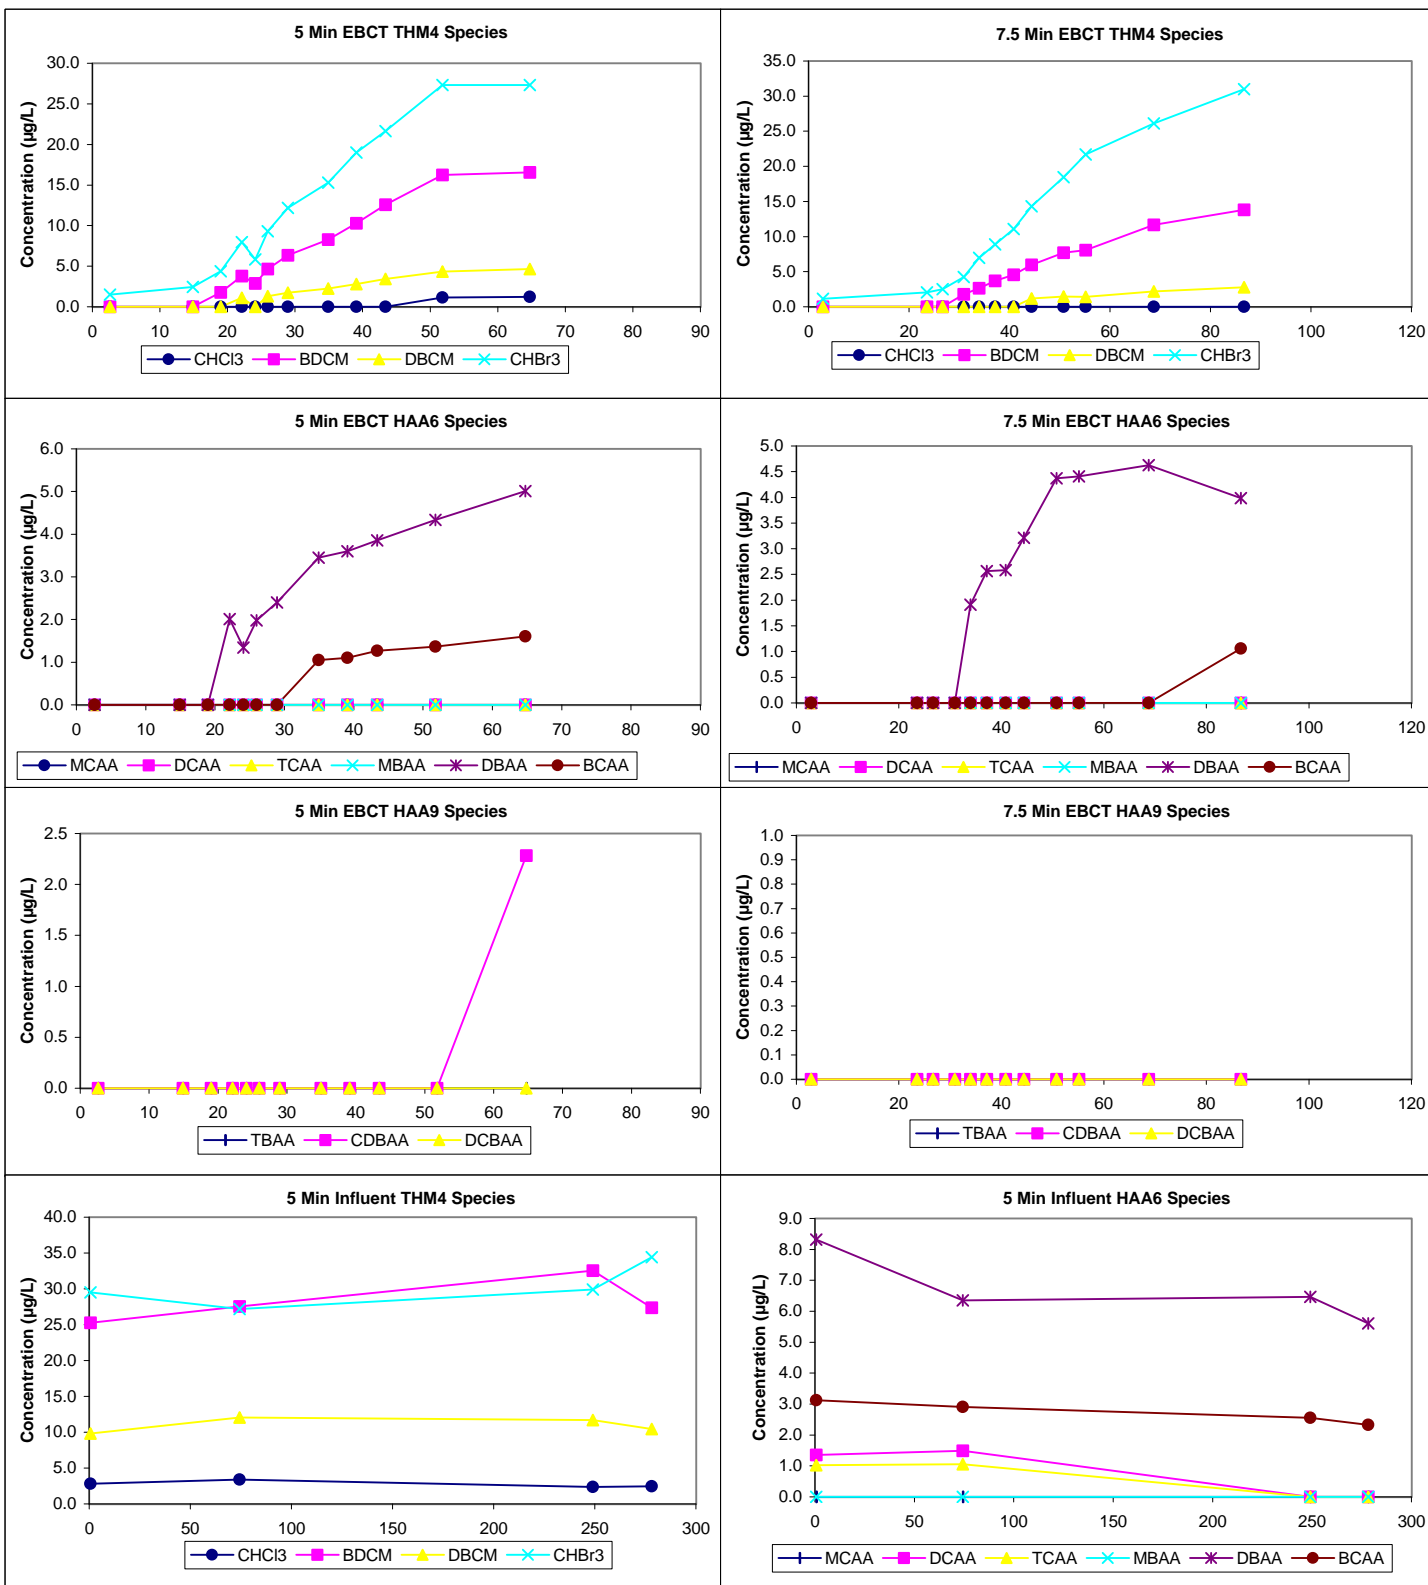 5 Min EBCT THM4 Species
Concentration (µg/L)
30.0
25.0
20.0
15.0
10.0
5.0
0.0
0 10 20 30 40 50 60 70 80 90
CHCl3 BDCM DBCM CHBr3
7.5 Min EBCT THM4 Species
Concentration (µg/L)
35.0
30.0
25.0
20.0
15.0
10.0
5.0
0.0
0 20 40 60 80 100 120
CHCl3 BDCM DBCM CHBr3
5 Min EBCT HAA6 Species
Concentration (µg/L)
6.0
5.0
4.0
3.0
2.0
1.0
0.0
0 10 20 30 40 50 60 70 80 90
MCAA DCAA TCAA MBAA DBAA BCAA
7.5 Min EBCT HAA6 Species
Concentration (µg/L)
5.0
4.5
4.0
3.5
3.0
2.5
2.0
1.5
1.0
0.5
0.0
0 20 40 60 80 100 120
MCAA DCAA TCAA MBAA DBAA BCAA
5 Min EBCT HAA9 Species
Concentration (µg/L)
2.5
2.0
1.5
1.0
0.5
0.0
0 10 20 30 40 50 60 70 80 90
TBAA CDBAA DCBAA
7.5 Min EBCT HAA9 Species
Concentration (µg/L)
1.0
0.9
0.8
0.7
0.6
0.5
0.4
0.3
0.2
0.1
0.0
0 20 40 60 80 100 120
TBAA CDBAA DCBAA
5 Min Influent THM4 Species
Concentration (µg/L)
40.0
35.0
30.0
25.0
20.0
15.0
10.0
5.0
0.0
0 50 100 150 200 250 300
CHCl3 BDCM DBCM CHBr3
5 Min Influent HAA6 Species
Concentration (µg/L)
9.0
8.0
7.0
6.0
5.0
4.0
3.0
2.0
1.0
0.0
0 50 100 150 200 250 300
MCAA DCAA TCAA MBAA DBAA BCAA